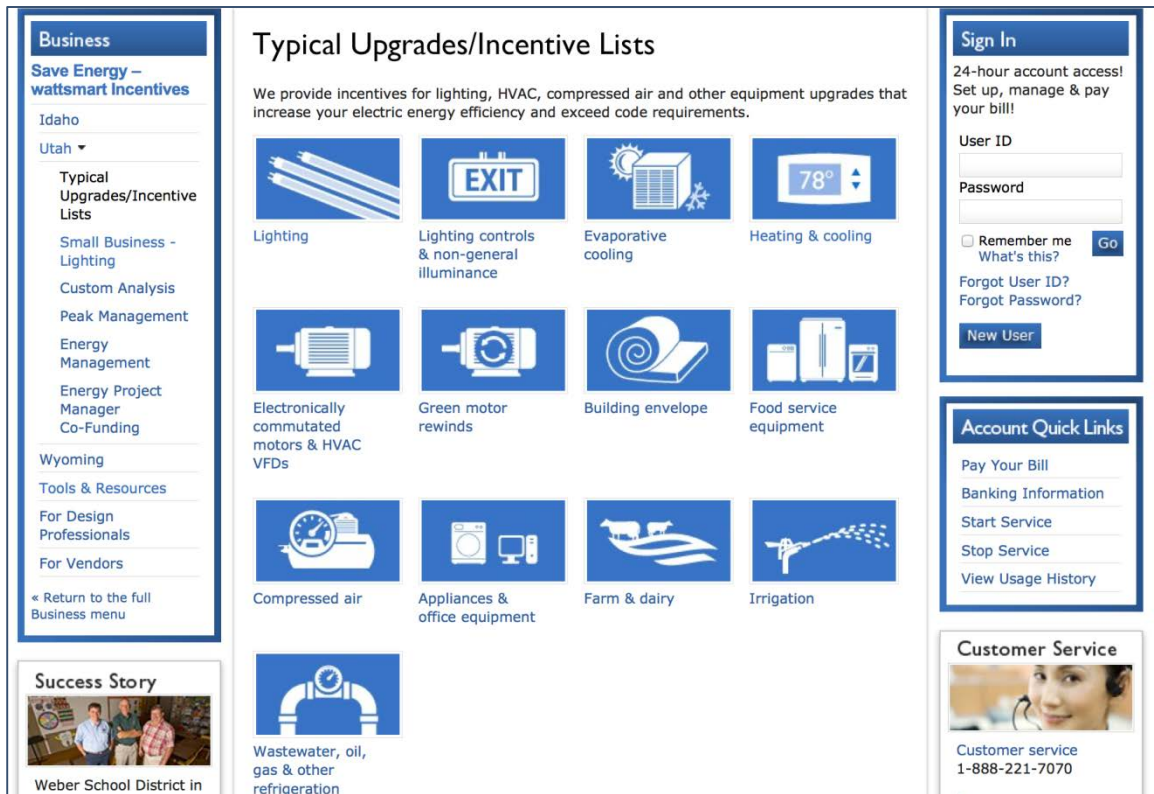 Business
Save Energy –
wattsmart Incentives
Idaho
Utah
Typical
Upgrades/Incentive
Lists
Small Business -
Lighting
Custom Analysis
Peak Management
Energy
Management
Energy Project
Manager
Co-Funding
Wyoming
Tools & Resources
For Design
Professionals
For Vendors
« Return to the full
Business menu
Success Story
Weber School District in
Typical Upgrades/Incentive Lists
We provide incentives for lighting, HVAC, compressed air and other equipment upgrades that
increase your electric energy efficiency and exceed code requirements.
EXIT
78°
Lighting
Lighting controls
& non-general
illuminance
Evaporative
cooling
Heating & cooling
Electronically
commutated
motors & HVAC
VFDs
Green motor
rewinds
Building envelope
Food service
equipment
Compressed air
Appliances &
office equipment
Farm & dairy
Irrigation
Wastewater, oil,
gas & other
refrigeration
Sign In
24-hour account access!
Set up, manage & pay
your bill!
User ID
Password
Remember me
What's this?
Go
Forgot User ID?
Forgot Password?
New User
Account Quick Links
Pay Your Bill
Banking Information
Start Service
Stop Service
View Usage History
Customer Service
Customer service
1-888-221-7070